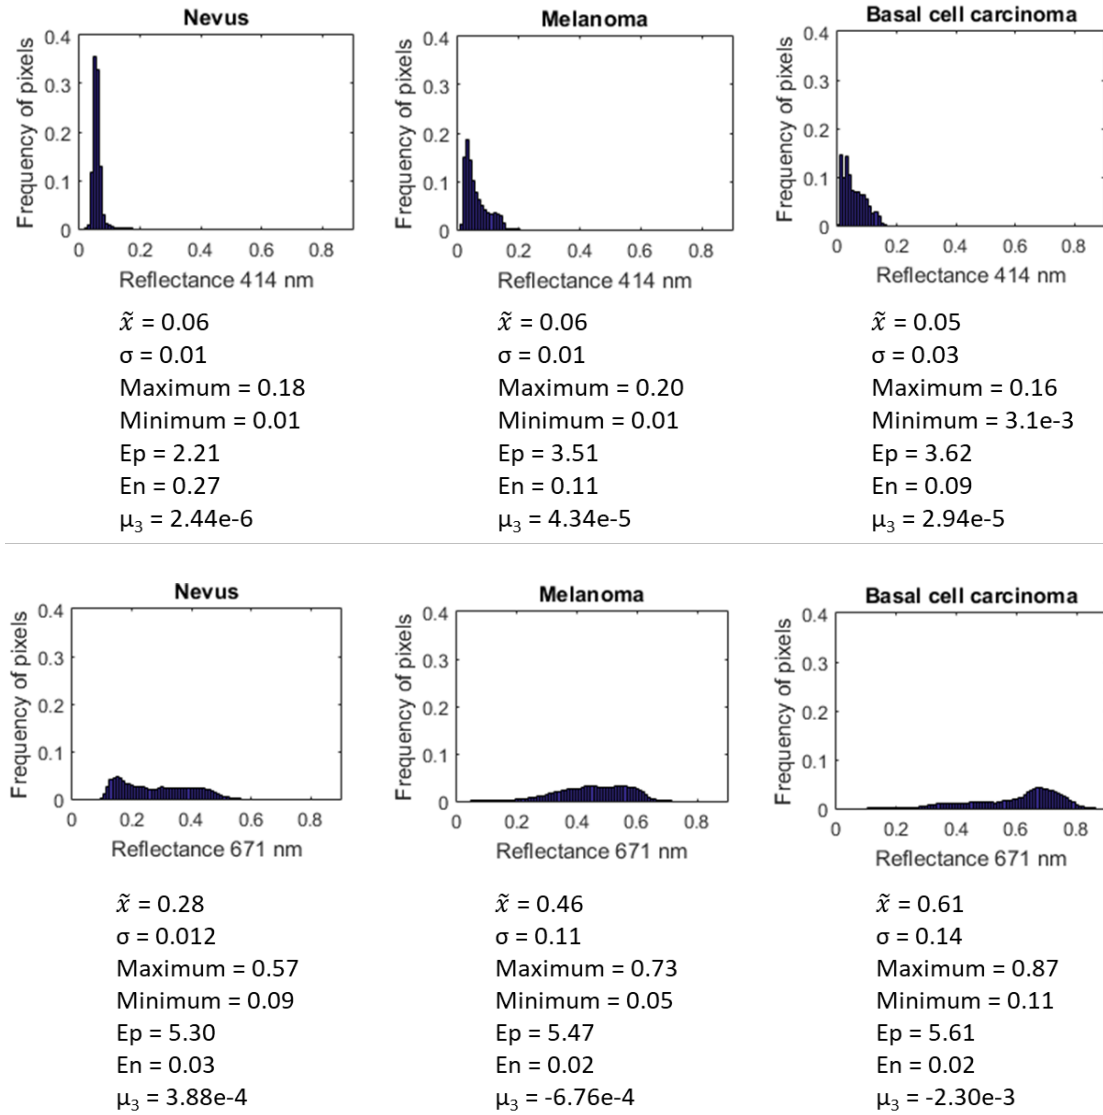 Nevus
Frequency of pixels
0.4
0.3
0.2
0.1
0
0 0.2 0.4 0.6 0.8
Reflectance 414 nm
x̃ = 0.06
σ = 0.01
Maximum = 0.18
Minimum = 0.01
Ep = 2.21
En = 0.27
μ₃ = 2.44e-6
Melanoma
Frequency of pixels
0.4
0.3
0.2
0.1
0
0 0.2 0.4 0.6 0.8
Reflectance 414 nm
x̃ = 0.06
σ = 0.01
Maximum = 0.20
Minimum = 0.01
Ep = 3.51
En = 0.11
μ₃ = 4.34e-5
Basal cell carcinoma
Frequency of pixels
0.4
0.3
0.2
0.1
0
0 0.2 0.4 0.6 0.8
Reflectance 414 nm
x̃ = 0.05
σ = 0.03
Maximum = 0.16
Minimum = 3.1e-3
Ep = 3.62
En = 0.09
μ₃ = 2.94e-5
Nevus
Frequency of pixels
0.4
0.3
0.2
0.1
0
0 0.2 0.4 0.6 0.8
Reflectance 671 nm
x̃ = 0.28
σ = 0.012
Maximum = 0.57
Minimum = 0.09
Ep = 5.30
En = 0.03
μ₃ = 3.88e-4
Melanoma
Frequency of pixels
0.4
0.3
0.2
0.1
0
0 0.2 0.4 0.6 0.8
Reflectance 671 nm
x̃ = 0.46
σ = 0.11
Maximum = 0.73
Minimum = 0.05
Ep = 5.47
En = 0.02
μ₃ = -6.76e-4
Basal cell carcinoma
Frequency of pixels
0.4
0.3
0.2
0.1
0
0 0.2 0.4 0.6 0.8
Reflectance 671 nm
x̃ = 0.61
σ = 0.14
Maximum = 0.87
Minimum = 0.11
Ep = 5.61
En = 0.02
μ₃ = -2.30e-3